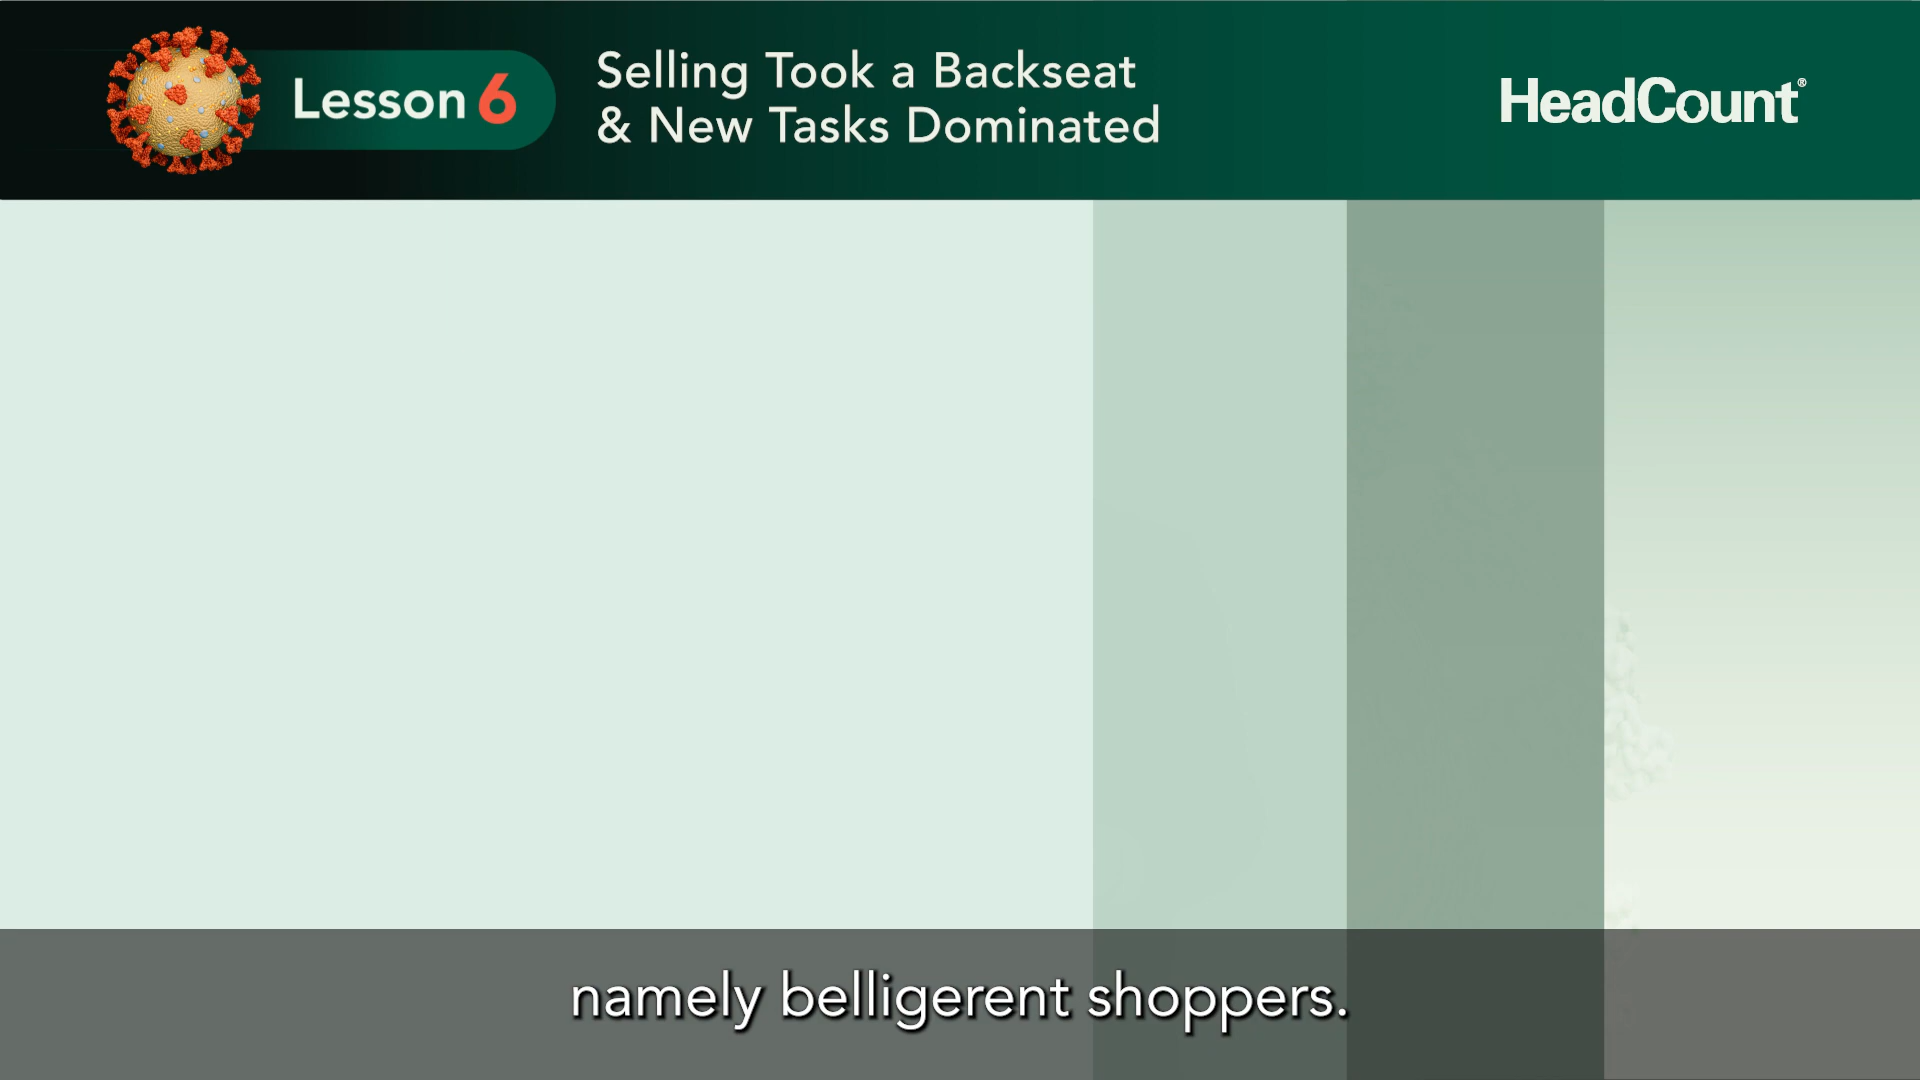 Lesson 6
Selling Took a Backseat
& New Tasks Dominated
HeadCount®
namely belligerent shoppers.